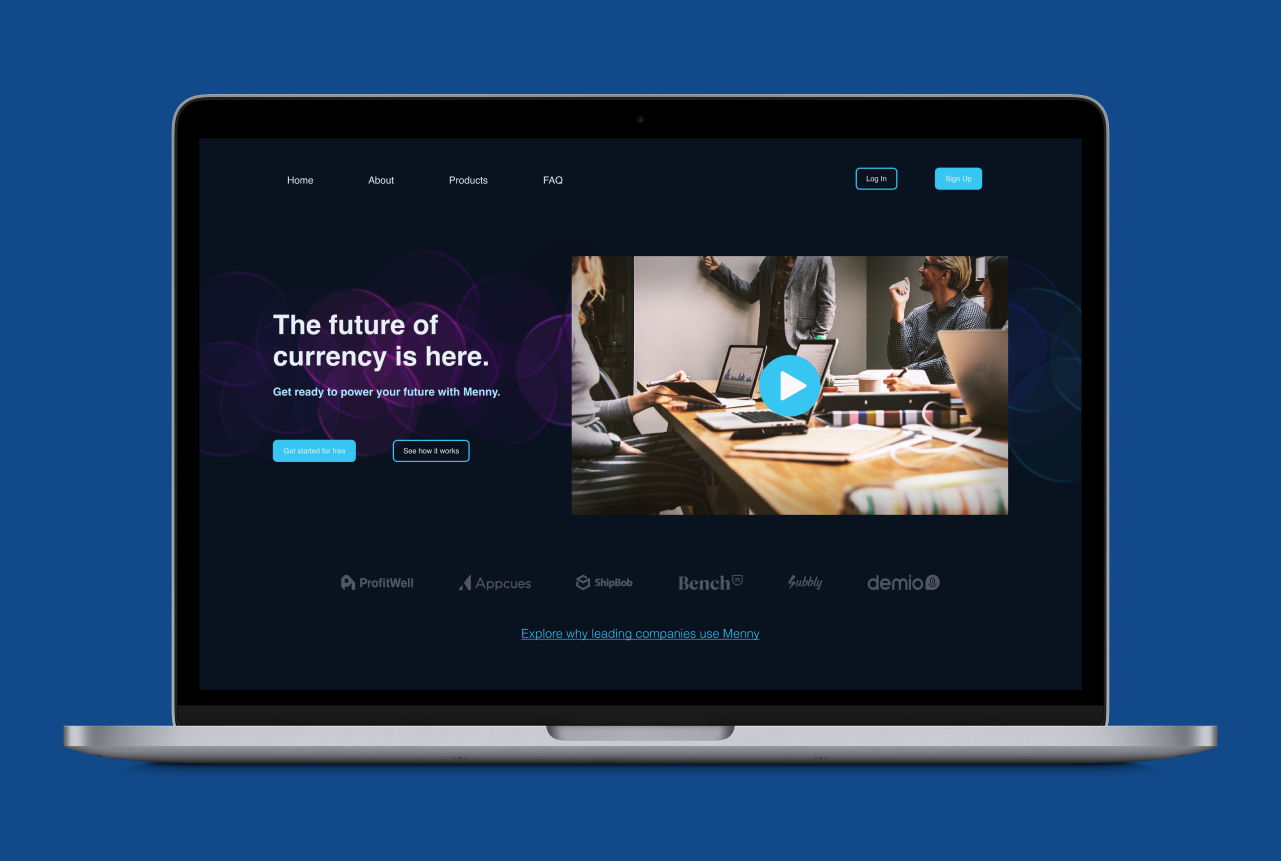 Home
About
Products
FAQ
Log In
Sign Up
The future of
currency is here.
Get ready to power your future with Menny.
Get started for free
See how it works
ProfitWell
Appcues
ShipBob
Bench
Subbly
demio
Explore why leading companies use Menny